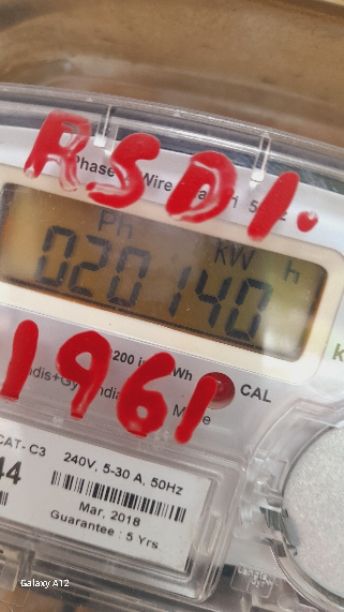 RSD1.
Phase Wire
Ph kW h
020140
1961
200 i Wh
CAL
CAT- C3 240V, 5-30 A, 50Hz
44
Mar, 2018
Guarantee : 5 Yrs
Galaxy A12